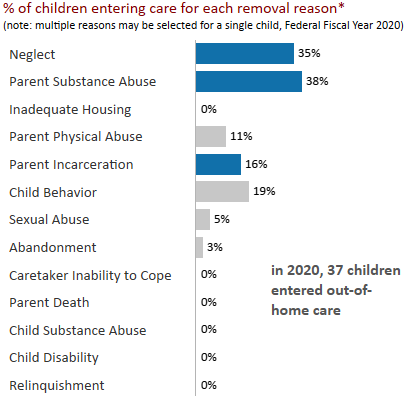 % of children entering care for each removal reason*
(note: multiple reasons may be selected for a single child, Federal Fiscal Year 2020)
Neglect 35%
Parent Substance Abuse 38%
Inadequate Housing 0%
Parent Physical Abuse 11%
Parent Incarceration 16%
Child Behavior 19%
Sexual Abuse 5%
Abandonment 3%
Caretaker Inability to Cope 0%
Parent Death 0%
Child Substance Abuse 0%
Child Disability 0%
Relinquishment 0%
in 2020, 37 children
entered out-of-
home care